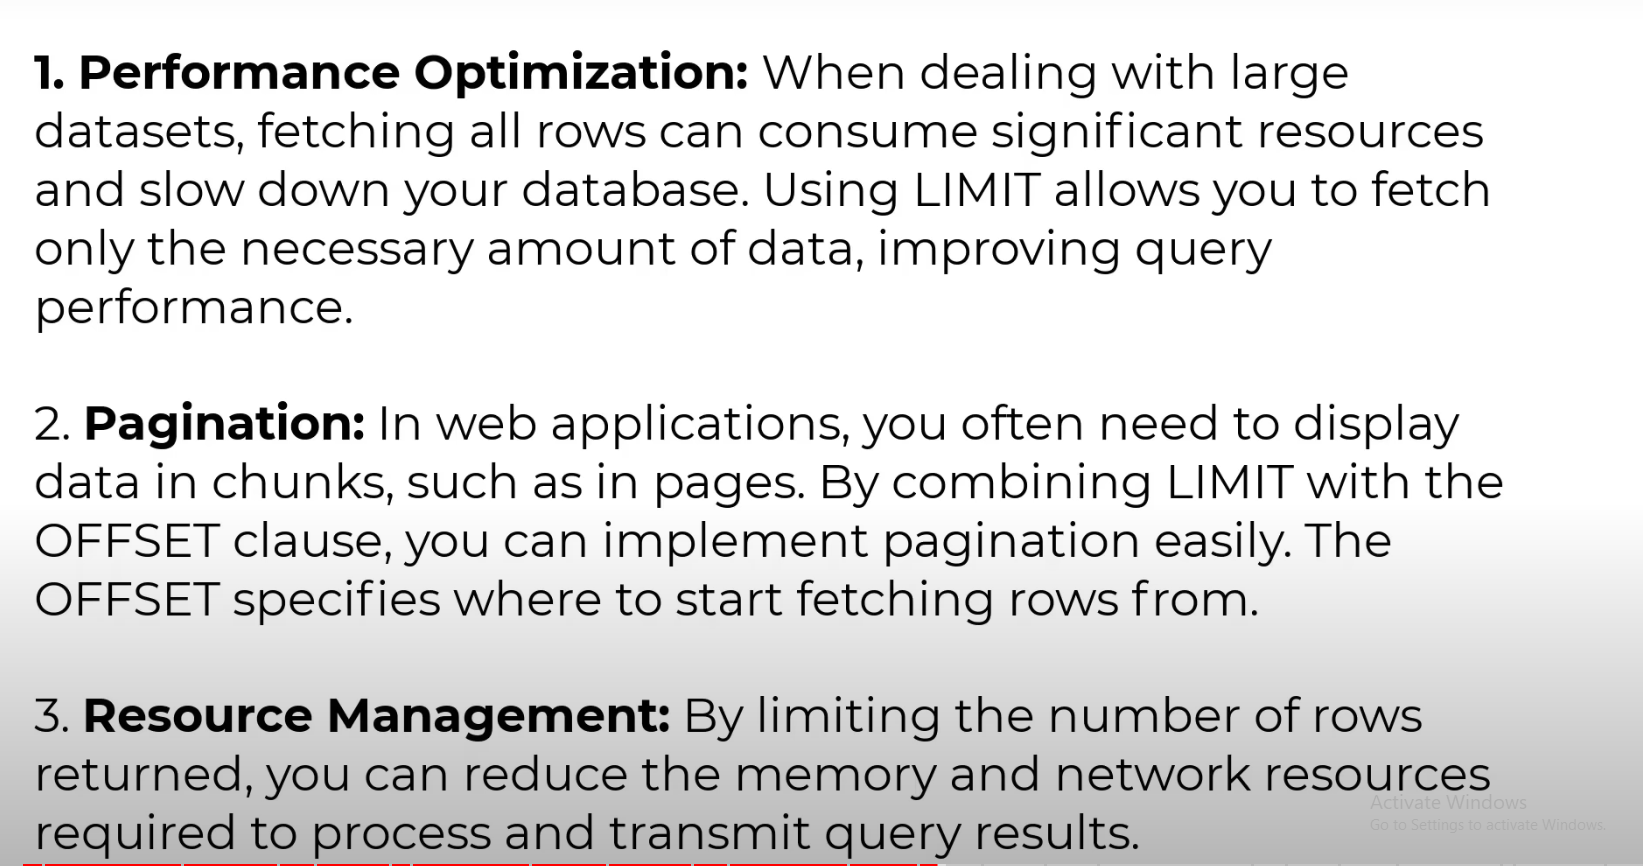 1. Performance Optimization: When dealing with large
datasets, fetching all rows can consume significant resources
and slow down your database. Using LIMIT allows you to fetch
only the necessary amount of data, improving query
performance.
2. Pagination: In web applications, you often need to display
data in chunks, such as in pages. By combining LIMIT with the
OFFSET clause, you can implement pagination easily. The
OFFSET specifies where to start fetching rows from.
3. Resource Management: By limiting the number of rows
returned, you can reduce the memory and network resources
required to process and transmit query results.
Activate Windows
Go to Settings to activate Windows.